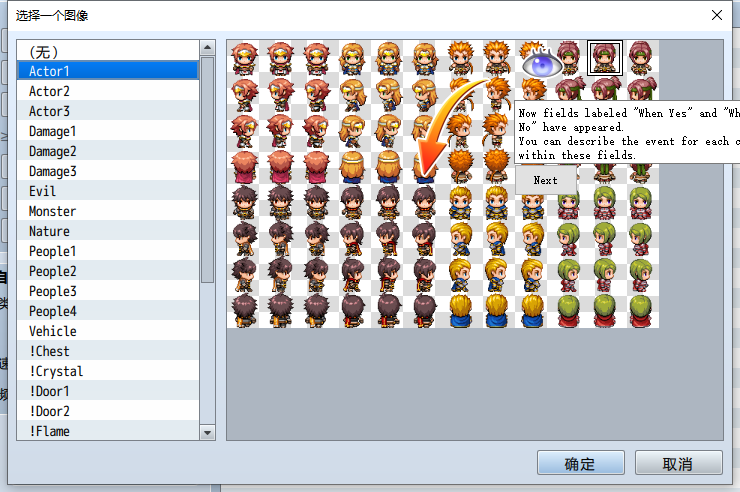 选择一个图像
(无)
Actor1
Actor2
Actor3
Damage1
Damage2
Damage3
Evil
Monster
Nature
People1
People2
People3
People4
Vehicle
!Chest
!Crystal
!Door1
!Door2
!Flame
Now fields labeled "When Yes" and "Wh
No" have appeared.
You can describe the event for each c
within these fields.
Next
确定
取消